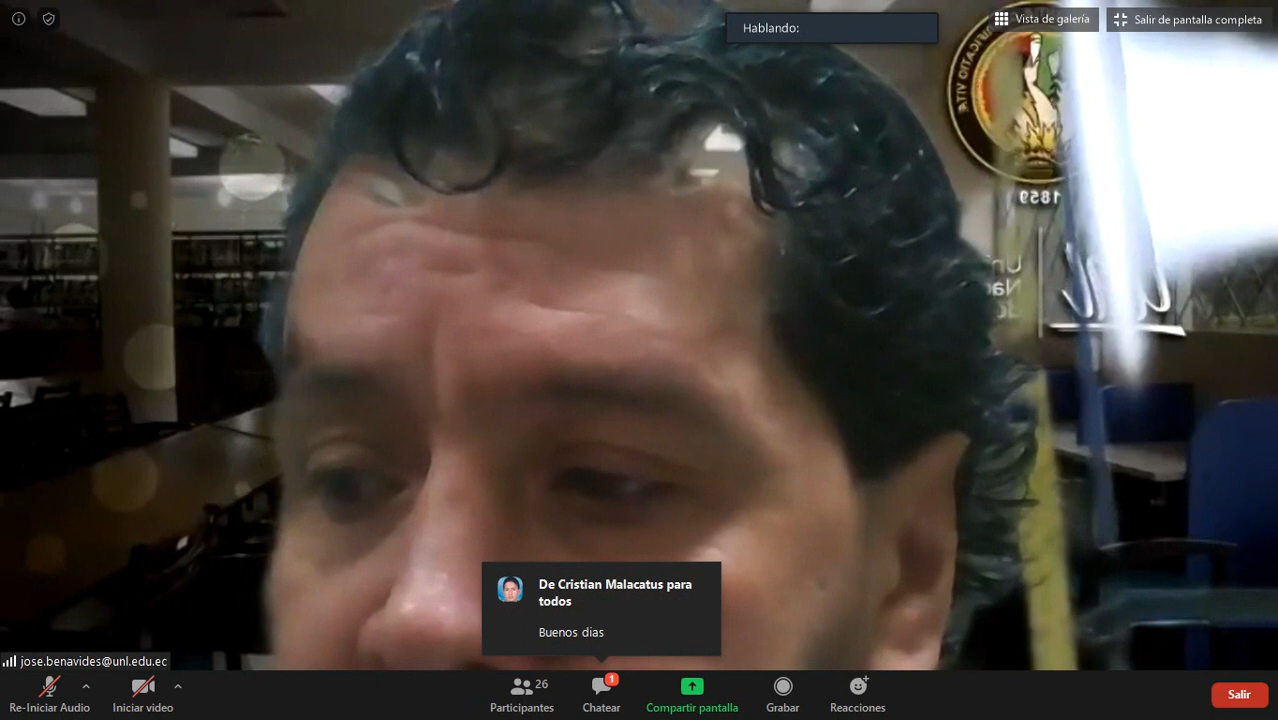 Hablando:
Vista de galería
Salir de pantalla completa
1859
De Cristian Malacatus para
todos
Buenos dias
jose.benavides@unl.edu.ec
Re-Iniciar Audio
Iniciar video
Participantes
26
Chatear
1
Compartir pantalla
Grabar
Reacciones
Salir